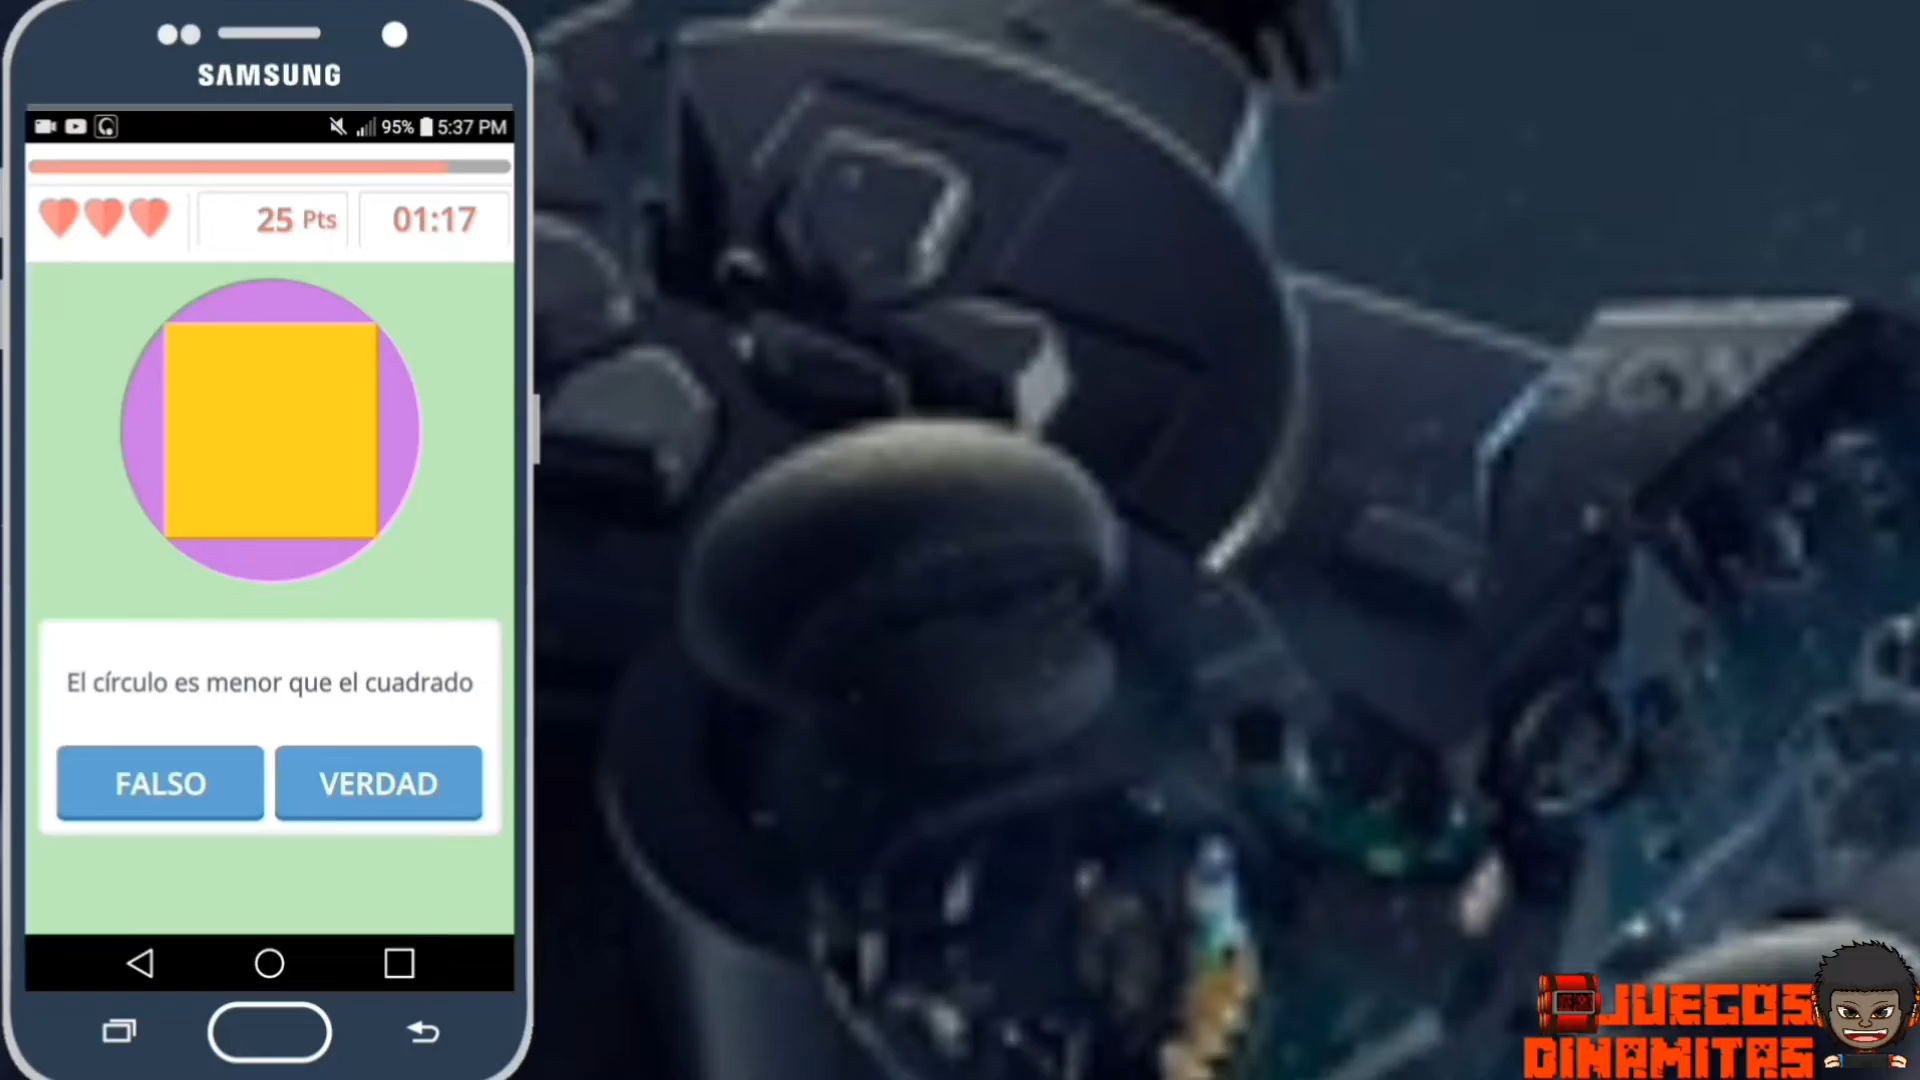 SAMSUNG
95% 5:37 PM
25 Pts
01:17
El círculo es menor que el cuadrado
FALSO
VERDAD
JUEGOS
DINAMITAS